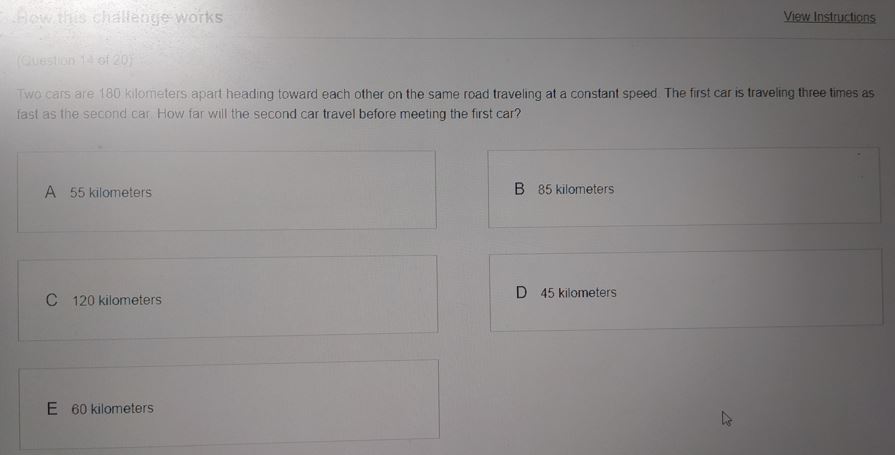 How this challenge works
View Instructions
(Question 14 of 20)
Two cars are 180 kilometers apart heading toward each other on the same road traveling at a constant speed. The first car is traveling three times as
fast as the second car. How far will the second car travel before meeting the first car?
A 55 kilometers
B 85 kilometers
C 120 kilometers
D 45 kilometers
E 60 kilometers